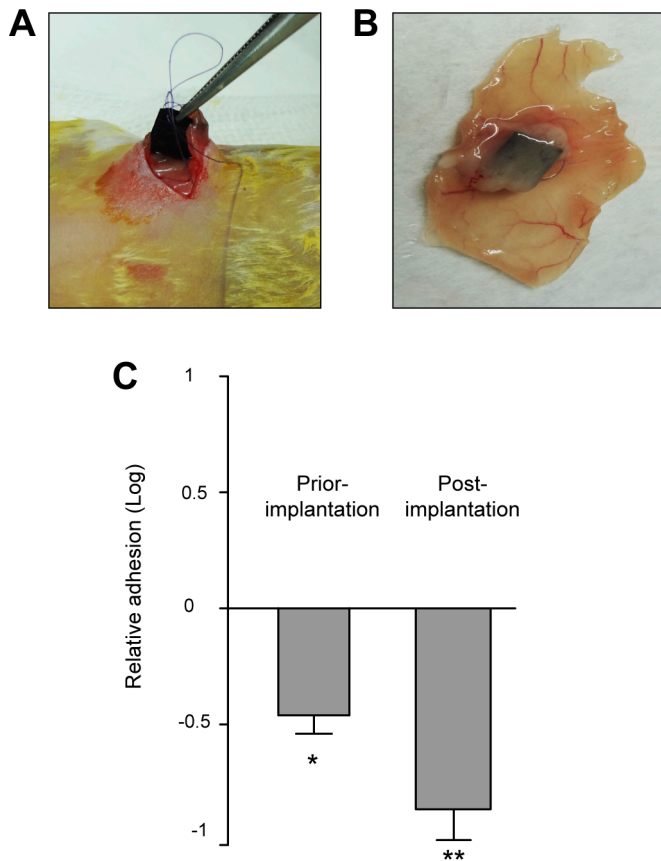 A
B
C
1
0.5
0
-0.5
-1
Relative adhesion (Log)
Prior-
implantation
Post-
implantation
*
**